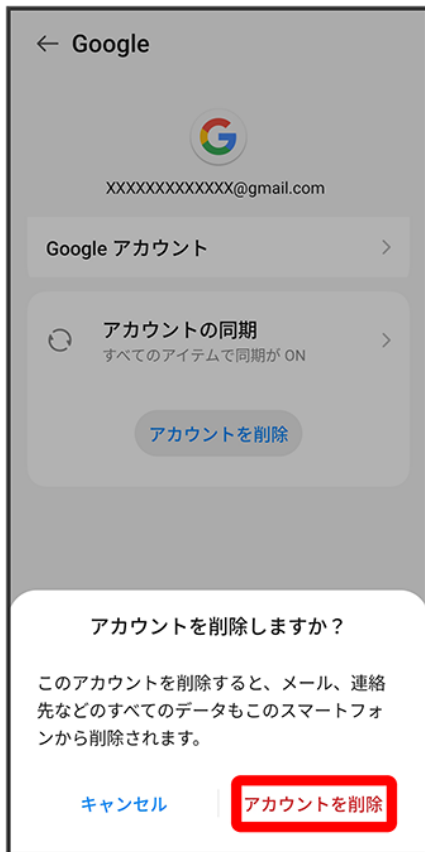 ← Google
XXXXXXXXXXXXX@gmail.com
Google アカウント
アカウントの同期
すべてのアイテムで同期が ON
アカウントを削除
アカウントを削除しますか？
このアカウントを削除すると、メール、連絡
先などのすべてのデータもこのスマートフォ
ンから削除されます。
キャンセル
アカウントを削除